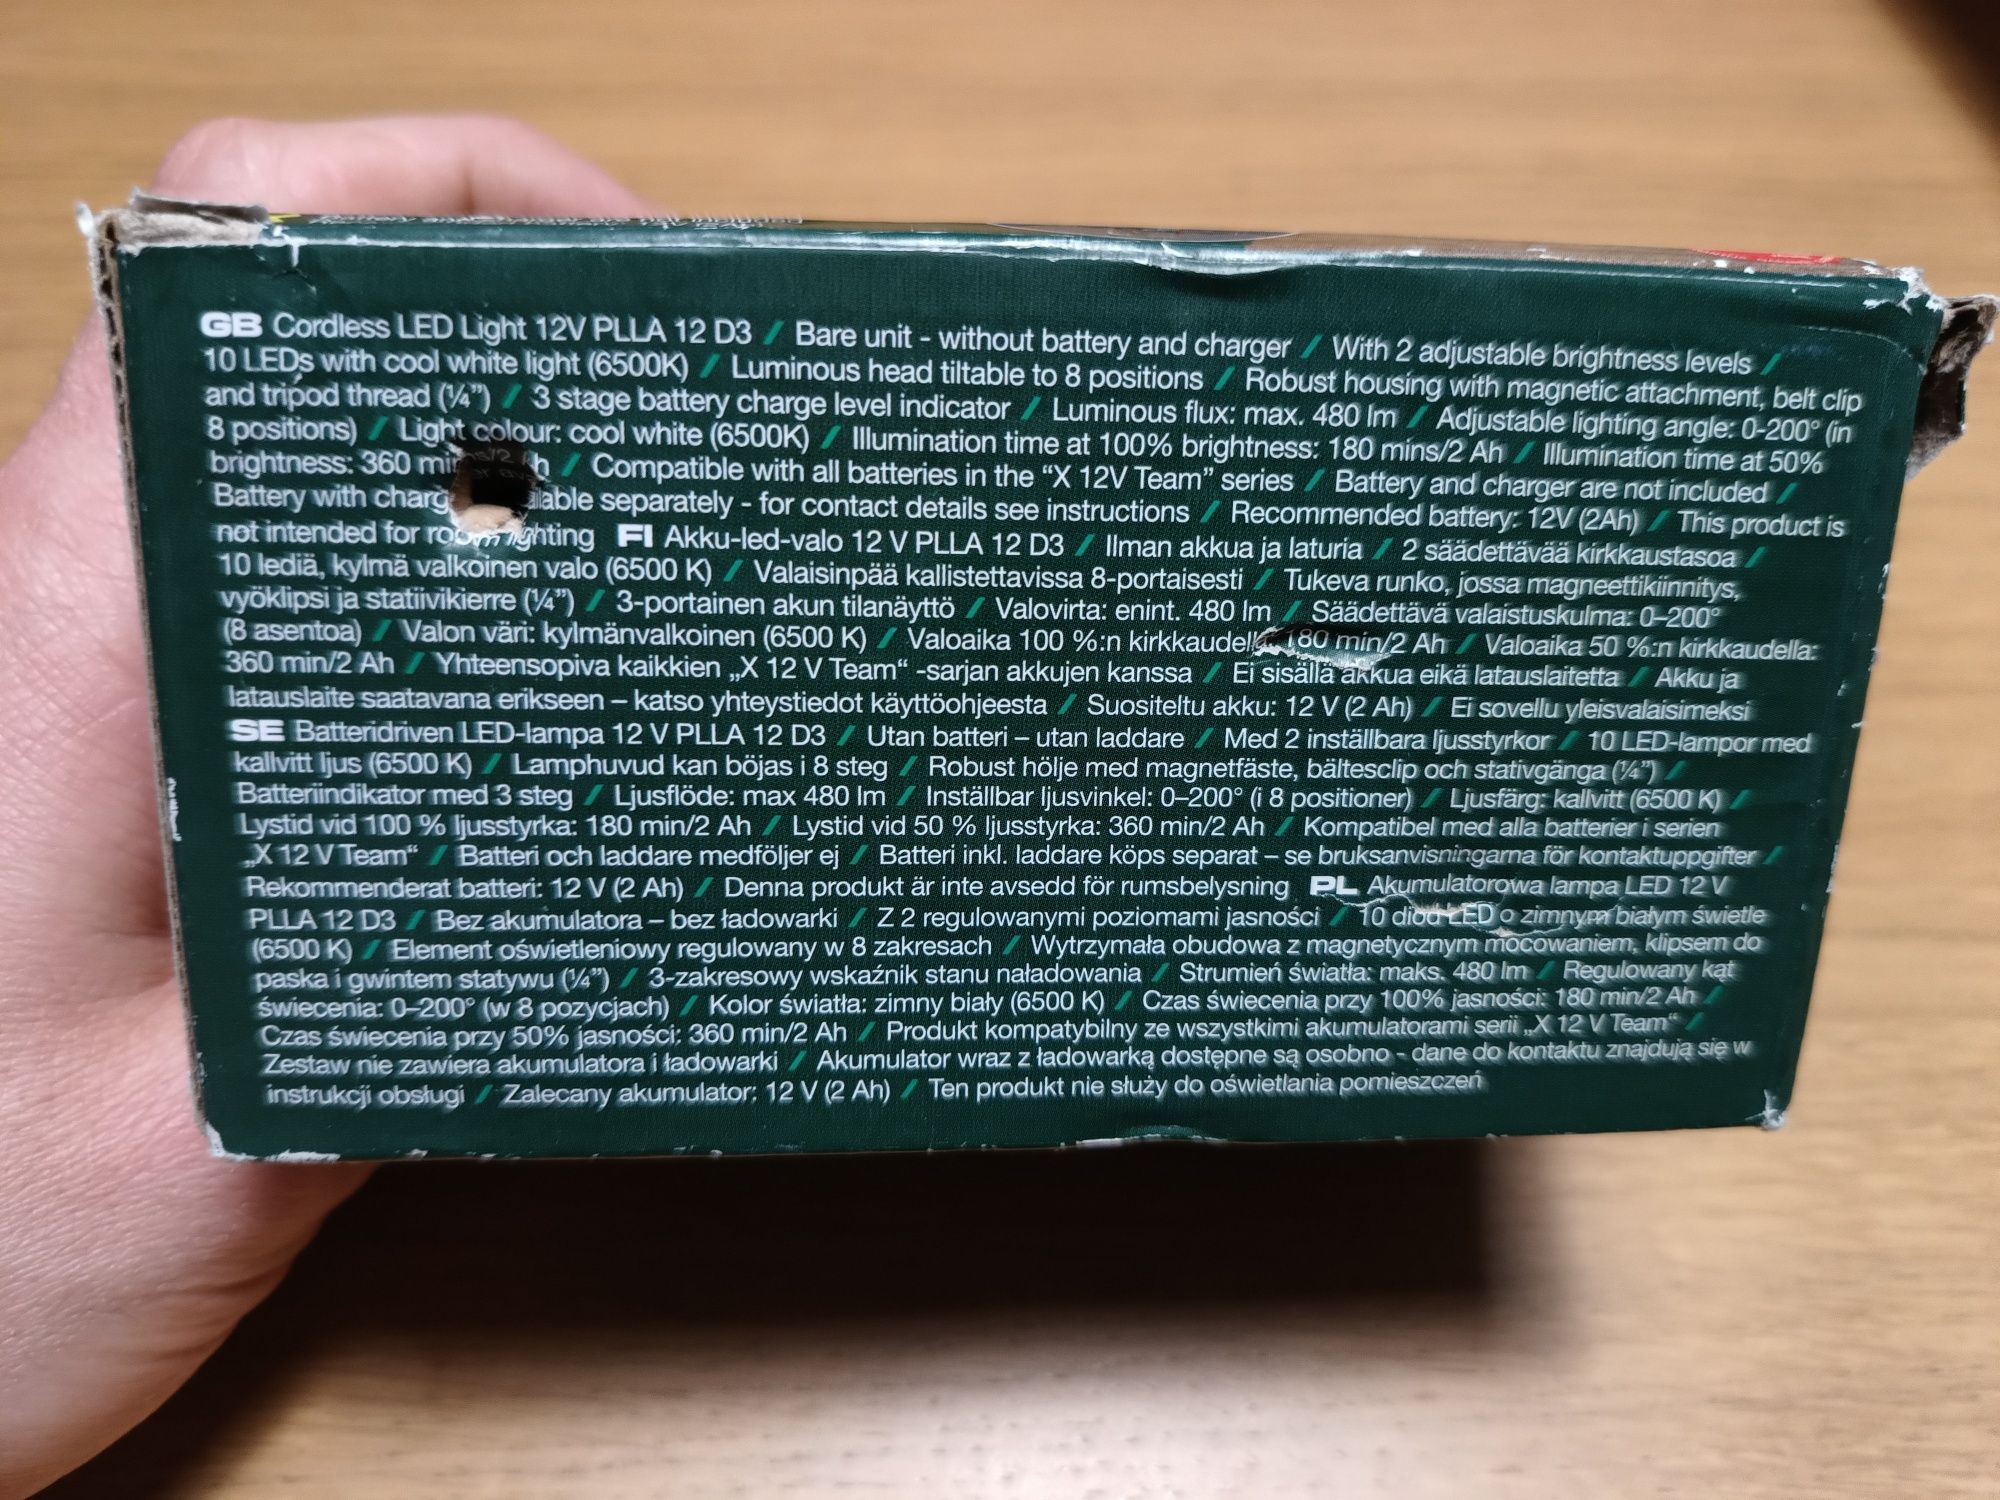 GB Cordless LED Light 12V PLLA 12 D3 / Bare unit - without battery and charger / With 2 adjustable brightness levels /
10 LEDs with cool white light (6500K) / Luminous head tiltable to 8 positions / Robust housing with magnetic attachment, belt clip
and tripod thread (¼”) / 3 stage battery charge level indicator / Luminous flux: max. 480 lm / Adjustable lighting angle: 0-200° (in
8 positions) / Light colour: cool white (6500K) / Illumination time at 100% brightness: 180 mins/2 Ah / Illumination time at 50%
brightness: 360 mins/2 Ah / Compatible with all batteries in the “X 12V Team” series / Battery and charger are not included /
Battery with separately - for contact details see instructions / Recommended battery: 12V (2Ah) / This product is
not intended for room lighting FI Akku-led-valo 12 V PLLA 12 D3 / Ilman akkua ja laturia / 2 säädettävää kirkkaustasoa /
10 lediä, kylmä valkoinen valo (6500 K) / Valaisinpää kallistettavissa 8-portaisesti / Tukeva runko, jossa magneettikiinnitys,
vyöklipsi ja statiivikierre (¼”) / 3-portainen akun tilanäyttö / Valovirta: enint. 480 lm / Säädettävä valaistuskulma: 0–200°
(8 asentoa) / Valon väri: kylmänvalkoinen (6500 K) / Valoaika 100 %:n kirkkaudella: 180 min/2 Ah / Valoaika 50 %:n kirkkaudella:
360 min/2 Ah / Yhteensopiva kaikkien „X 12 V Team“ -sarjan akkujen kanssa / Ei sisällä akkua eikä latauslaitetta / Akku ja
latauslaite saatavana erikseen – katso yhteystiedot käyttöohjeesta / Suositeltu akku: 12 V (2 Ah) / Ei sovellu yleisvalaisimeksi
SE Batteridriven LED-lampa 12 V PLLA 12 D3 / Utan batteri – utan laddare / Med 2 inställbara ljusstyrkor / 10 LED-lampor med
kallvitt ljus (6500 K) / Lamphuvud kan böjas i 8 steg / Robust hölje med magnetfäste, bältesclip och stativgänga (¼”) /
Batteriindikator med 3 steg / Ljusflöde: max 480 lm / Inställbar ljusvinkel: 0–200° (i 8 positioner) / Ljusfärg: kallvitt (6500 K) /
Lystid vid 100 % ljusstyrka: 180 min/2 Ah / Lystid vid 50 % ljusstyrka: 360 min/2 Ah / Kompatibel med alla batterier i serien
„X 12 V Team“ / Batteri och laddare medföljer ej / Batteri inkl. laddare köps separat – se bruksanvisningarna för kontaktuppgifter /
Rekommenderat batteri: 12 V (2 Ah) / Denna produkt är inte avsedd för rumsbelysning PL Akumulatorowa lampa LED 12 V
PLLA 12 D3 / Bez akumulatora – bez ładowarki / Z 2 regulowanymi poziomami jasności / 10 diod LED o zimnym białym świetle
(6500 K) / Element oświetleniowy regulowany w 8 zakresach / Wytrzymała obudowa z magnetycznym mocowaniem, klipsem do
paska i gwintem statywu (¼”) / 3-zakresowy wskaźnik stanu naładowania / Strumień światła: maks. 480 lm / Regulowany kąt
świecenia: 0–200° (w 8 pozycjach) / Kolor światła: zimny biały (6500 K) / Czas świecenia przy 100% jasności: 180 min/2 Ah /
Czas świecenia przy 50% jasności: 360 min/2 Ah / Produkt kompatybilny ze wszystkimi akumulatorami serii „X 12 V Team“ /
Zestaw nie zawiera akumulatora i ładowarki / Akumulator wraz z ładowarką dostępne są osobno - dane do kontaktu znajdują się w
instrukcji obsługi / Zalecany akumulator: 12 V (2 Ah) / Ten produkt nie służy do oświetlania pomieszczeń